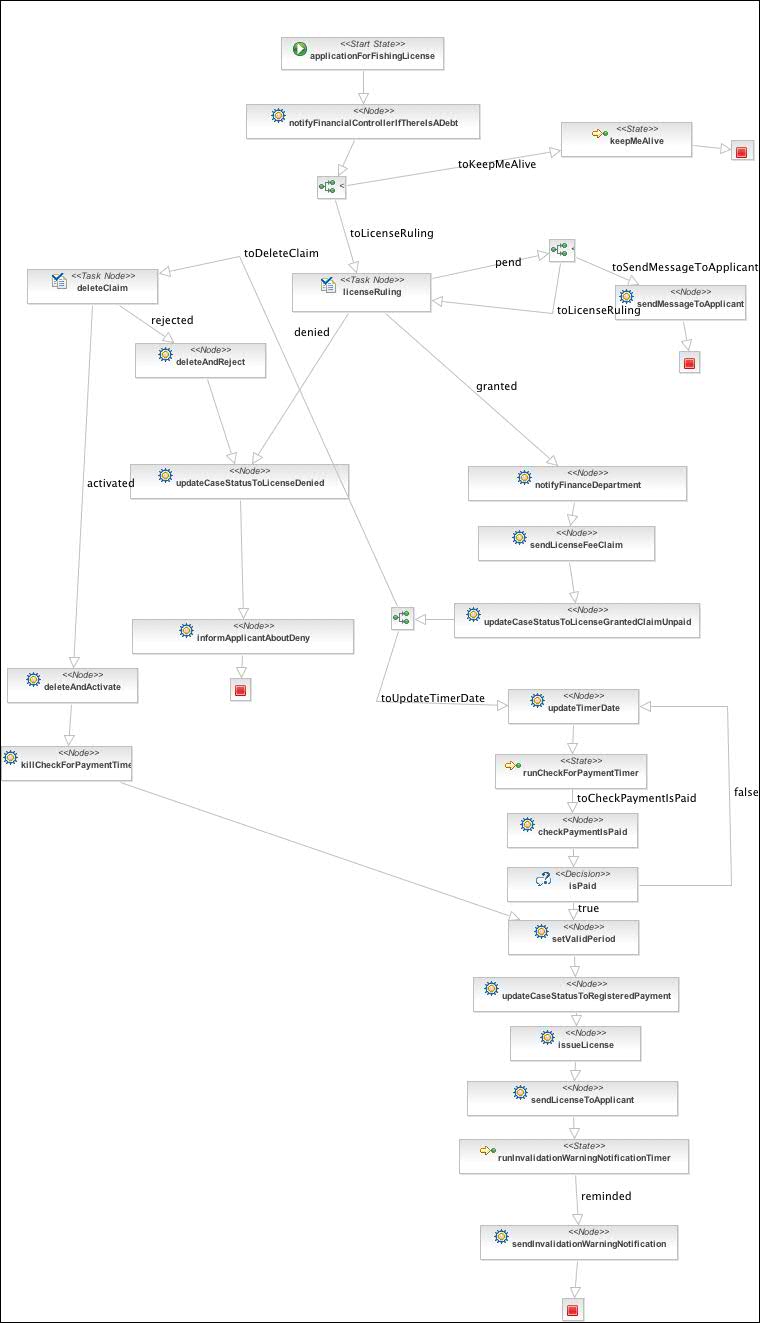 <<Start State>>
applicationForFishingLicense
<<Node>>
notifyFinancialControllerIfThereIsADebt
<<State>>
keepMeAlive
toKeepMeAlive
<
toLicenseRuling
toDeleteClaim
<<Task Node>>
deleteClaim
<<Task Node>>
licenseRuling
pend
<
toSendMessageToApplicant
<<Node>>
sendMessageToApplicant
toLicenseRuling
rejected
denied
<<Node>>
deleteAndReject
granted
activated
<<Node>>
updateCaseStatusToLicenseDenied
<<Node>>
notifyFinanceDepartment
<<Node>>
sendLicenseFeeClaim
<<Node>>
updateCaseStatusToLicenseGrantedClaimUnpaid
<<Node>>
informApplicantAboutDeny
<<Node>>
deleteAndActivate
toUpdateTimerDate
<<Node>>
updateTimerDate
<<Node>>
killCheckForPaymentTime
<<State>>
runCheckForPaymentTimer
toCheckPaymentIsPaid
false
<<Node>>
checkPaymentIsPaid
<<Decision>>
isPaid
true
<<Node>>
setValidPeriod
<<Node>>
updateCaseStatusToRegisteredPayment
<<Node>>
issueLicense
<<Node>>
sendLicenseToApplicant
<<State>>
runInvalidationWarningNotificationTimer
reminded
<<Node>>
sendInvalidationWarningNotification